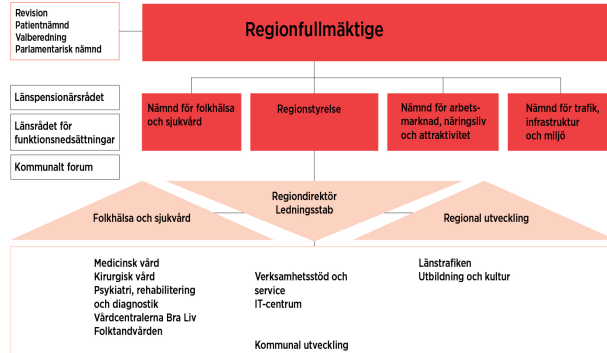 Revision
Patientnämnd
Valberedning
Parlamentarisk nämnd
Regionfullmäktige
Länspensionärsrådet
Länsrådet för
funktionsnedsättningar
Kommunalt forum
Nämnd för folkhälsa
och sjukvård
Regionstyrelse
Nämnd för arbets-
marknad, näringsliv
och attraktivitet
Nämnd för trafik,
infrastruktur
och miljö
Folkhälsa och sjukvård
Regiondirektör
Ledningsstab
Regional utveckling
Medicinsk vård
Kirurgisk vård
Psykiatri, rehabilitering
och diagnostik
Vårdcentralerna Bra Liv
Folktandvården
Verksamhetsstöd och
service
IT-centrum
Kommunal utveckling
Länstrafiken
Utbildning och kultur